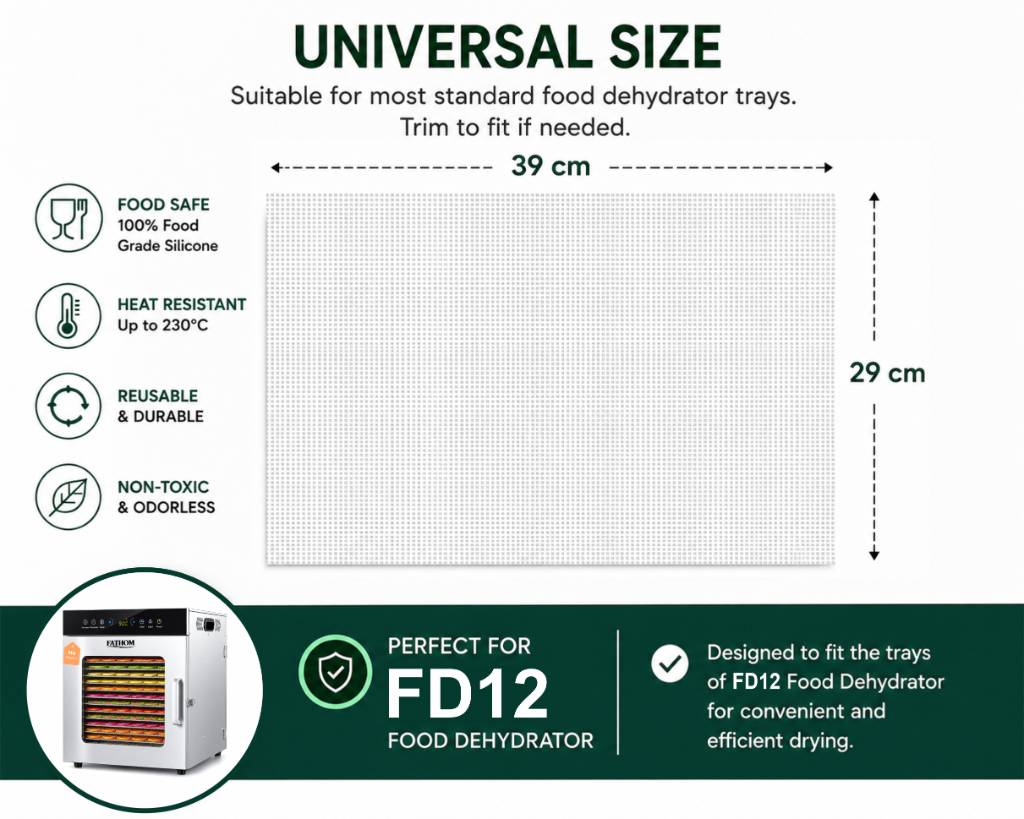 UNIVERSAL SIZE
Suitable for most standard food dehydrator trays.
Trim to fit if needed.
39 cm
29 cm
FOOD SAFE
100% Food
Grade Silicone
HEAT RESISTANT
Up to 230°C
REUSABLE
& DURABLE
NON-TOXIC
& ODORLESS
FATHOM
PERFECT FOR
FD12
FOOD DEHYDRATOR
Designed to fit the trays
of FD12 Food Dehydrator
for convenient and
efficient drying.